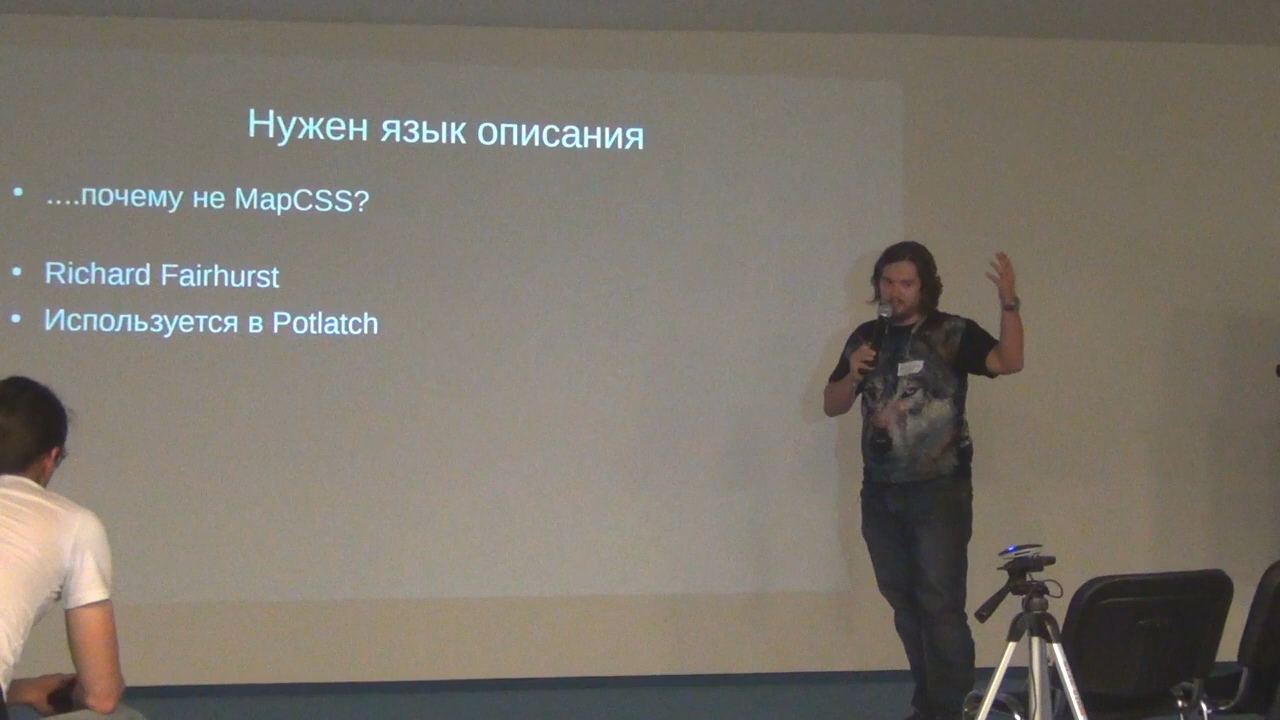 Нужен язык описания
• ....почему не MapCSS?
• Richard Fairhurst
• Используется в Potlatch